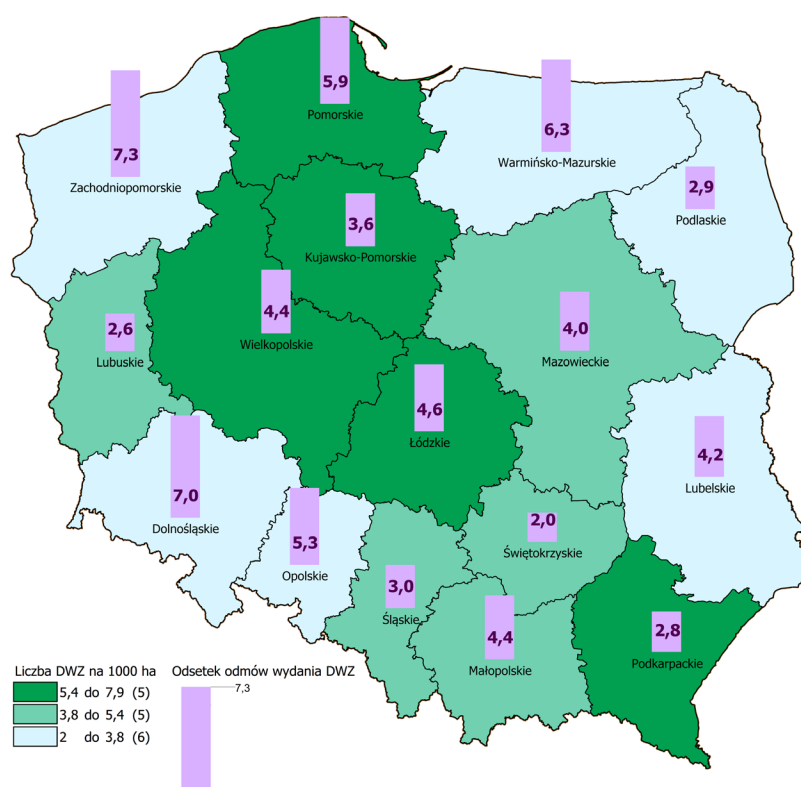 5,9
Pomorskie
6,3
Warmińsko-Mazurskie
7,3
Zachodniopomorskie
2,9
Podlaskie
3,6
Kujawsko-Pomorskie
4,4
Wielkopolskie
2,6
Lubuskie
4,0
Mazowieckie
4,6
Łódzkie
4,2
Lubelskie
7,0
Dolnośląskie
5,3
Opolskie
2,0
Świętokrzyskie
3,0
Śląskie
4,4
Małopolskie
2,8
Podkarpackie
Liczba DWZ na 1000 ha
5,4 do 7,9 (5)
3,8 do 5,4 (5)
2 do 3,8 (6)
Odsetek odmów wydania DWZ
7,3